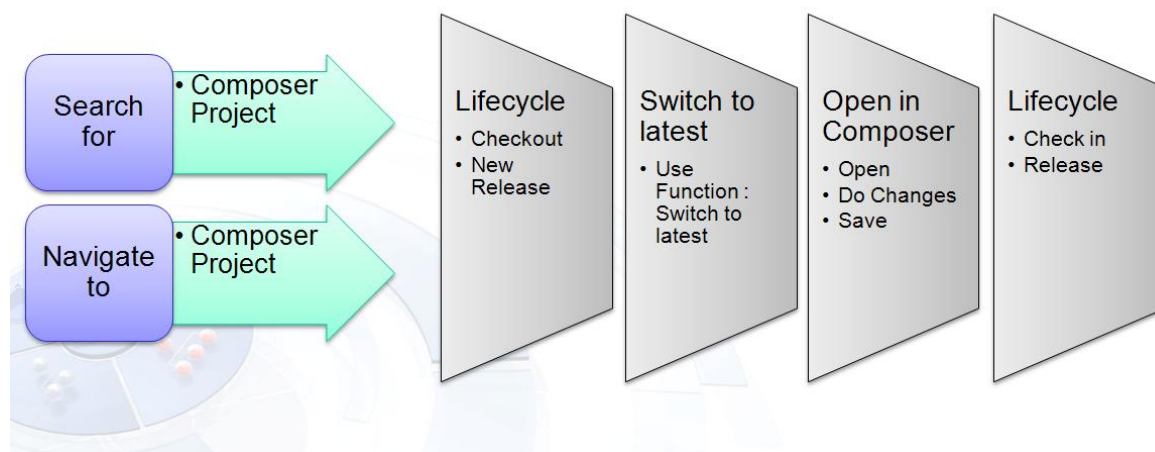 Search
for
• Composer
Project
Navigate
to
• Composer
Project
Lifecycle
• Checkout
• New
Release
Switch to
latest
• Use
Function :
Switch to
latest
Open in
Composer
• Open
• Do Changes
• Save
Lifecycle
• Check in
• Release